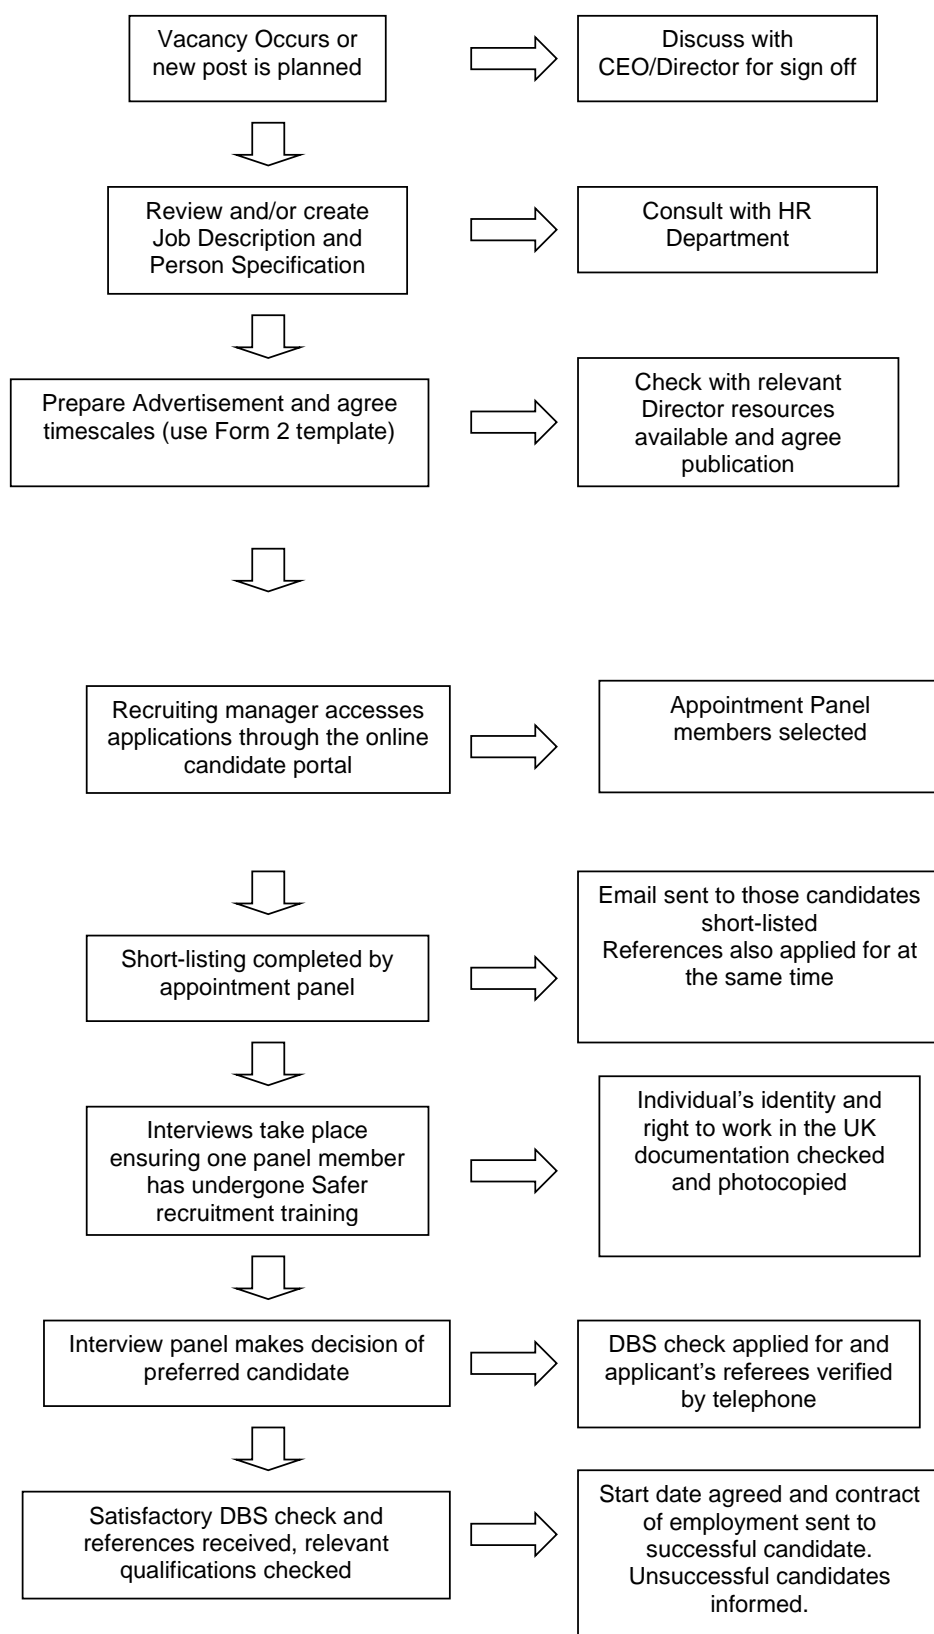 Vacancy Occurs or
new post is planned
Discuss with
CEO/Director for sign off
Review and/or create
Job Description and
Person Specification
Consult with HR
Department
Prepare Advertisement and agree
timescales (use Form 2 template)
Check with relevant
Director resources
available and agree
publication
Recruiting manager accesses
applications through the online
candidate portal
Appointment Panel
members selected
Short-listing completed by
appointment panel
Email sent to those candidates
short-listed
References also applied for at
the same time
Interviews take place
ensuring one panel member
has undergone Safer
recruitment training
Individual’s identity and
right to work in the UK
documentation checked
and photocopied
Interview panel makes decision of
preferred candidate
DBS check applied for and
applicant’s referees verified
by telephone
Satisfactory DBS check and
references received, relevant
qualifications checked
Start date agreed and contract
of employment sent to
successful candidate.
Unsuccessful candidates
informed.